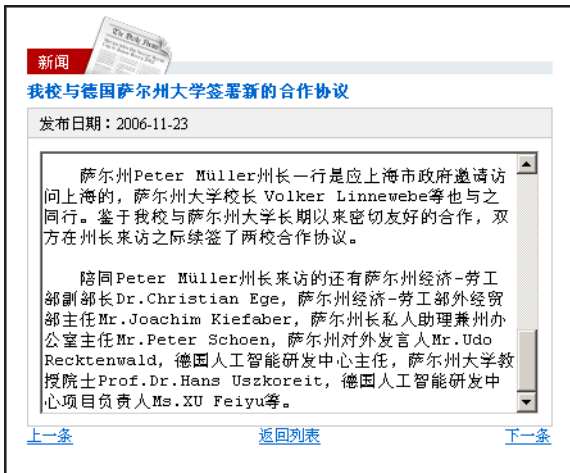 The Daily News
新闻
我校与德国萨尔州大学签署新的合作协议
发布日期：2006-11-23
萨尔州Peter Müller州长一行是应上海市政府邀请访
问上海的，萨尔州大学校长 Volker Linnewebe等也与之
同行。鉴于我校与萨尔州大学长期以来密切友好的合作，双
方在州长来访之际续签了两校合作协议。
陪同Peter Müller州长来访的还有萨尔州经济-劳工
部副部长Dr.Christian Ege，萨尔州经济-劳工部外经贸
部主任Mr.Joachim Kiefaber，萨尔州长私人助理兼州办
公室主任Mr.Peter Schoen，萨尔州对外发言人Mr.Udo
Recktenwald，德国人工智能研发中心主任，萨尔州大学教
授院士Prof.Dr.Hans Uszkoreit，德国人工智能研发中
心项目负责人Ms.XU Feiyu等。
上一条 返回列表 下一条